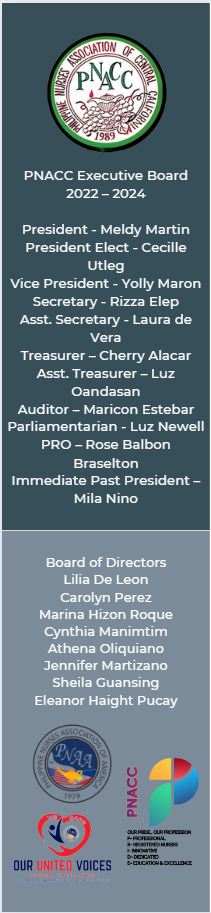 PHILIPPINE NURSES ASSOCIATION OF CENTRAL CALIFORNIA
PNACC
1989
PNACC Executive Board
2022 – 2024
President - Meldy Martin
President Elect - Cecille
Utleg
Vice President - Yolly Maron
Secretary - Rizza Elep
Asst. Secretary - Laura de
Vera
Treasurer – Cherry Alacar
Asst. Treasurer – Luz
Oandasan
Auditor – Maricon Estebar
Parliamentarian - Luz Newell
PRO – Rose Balbon
Braselton
Immediate Past President –
Mila Nino
Board of Directors
Lilia De Leon
Carolyn Perez
Marina Hizon Roque
Cynthia Manimtim
Athena Oliquiano
Jennifer Martizano
Sheila Guansing
Eleanor Haight Pucay
PHILIPPINE NURSES ASSOCIATION OF AMERICA
PNAA
1979
PNACC
OUR PRIDE.. OUR PROFESSION
P- PROFESSIONAL
R- REGISTERED NURSES
I- INNOVATIVE
D- DEDICATED
E- EDUCATION & EXCELLENCE
OUR UNITED VOICES